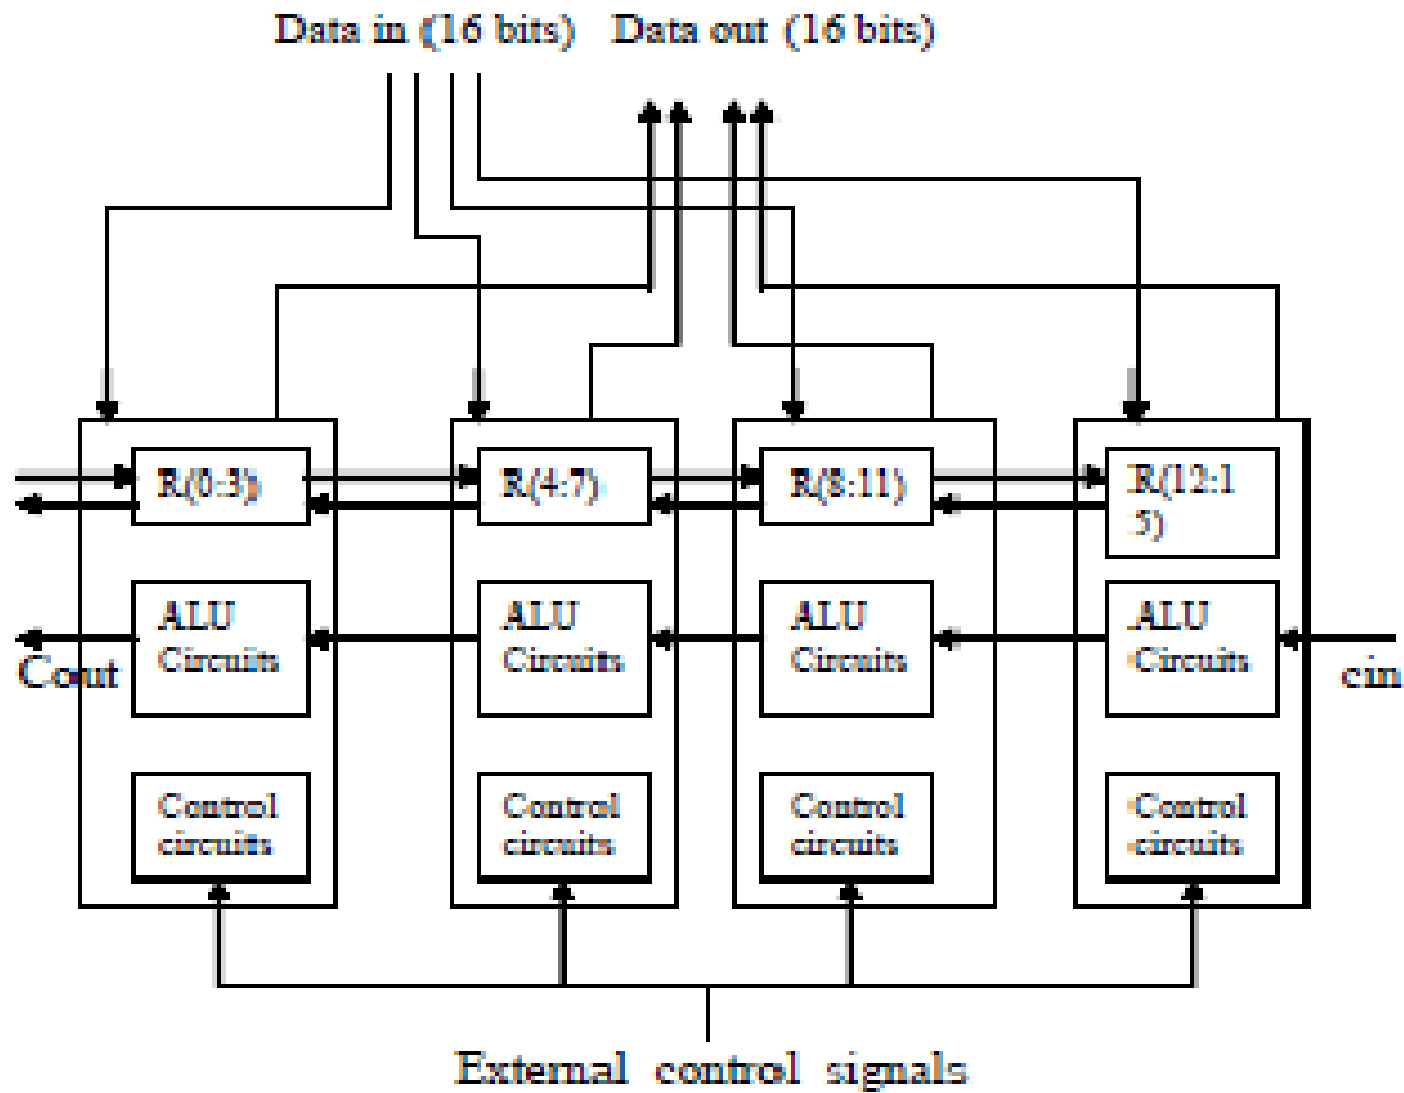 Data in (16 bits) Data out (16 bits)
R(0:3)
R(4:7)
R(8:11)
R(12:1
5)
ALU
Circuits
ALU
Circuits
ALU
Circuits
ALU
Circuits
Cout
cin
Control
circuits
Control
circuits
Control
circuits
Control
circuits
External control signals